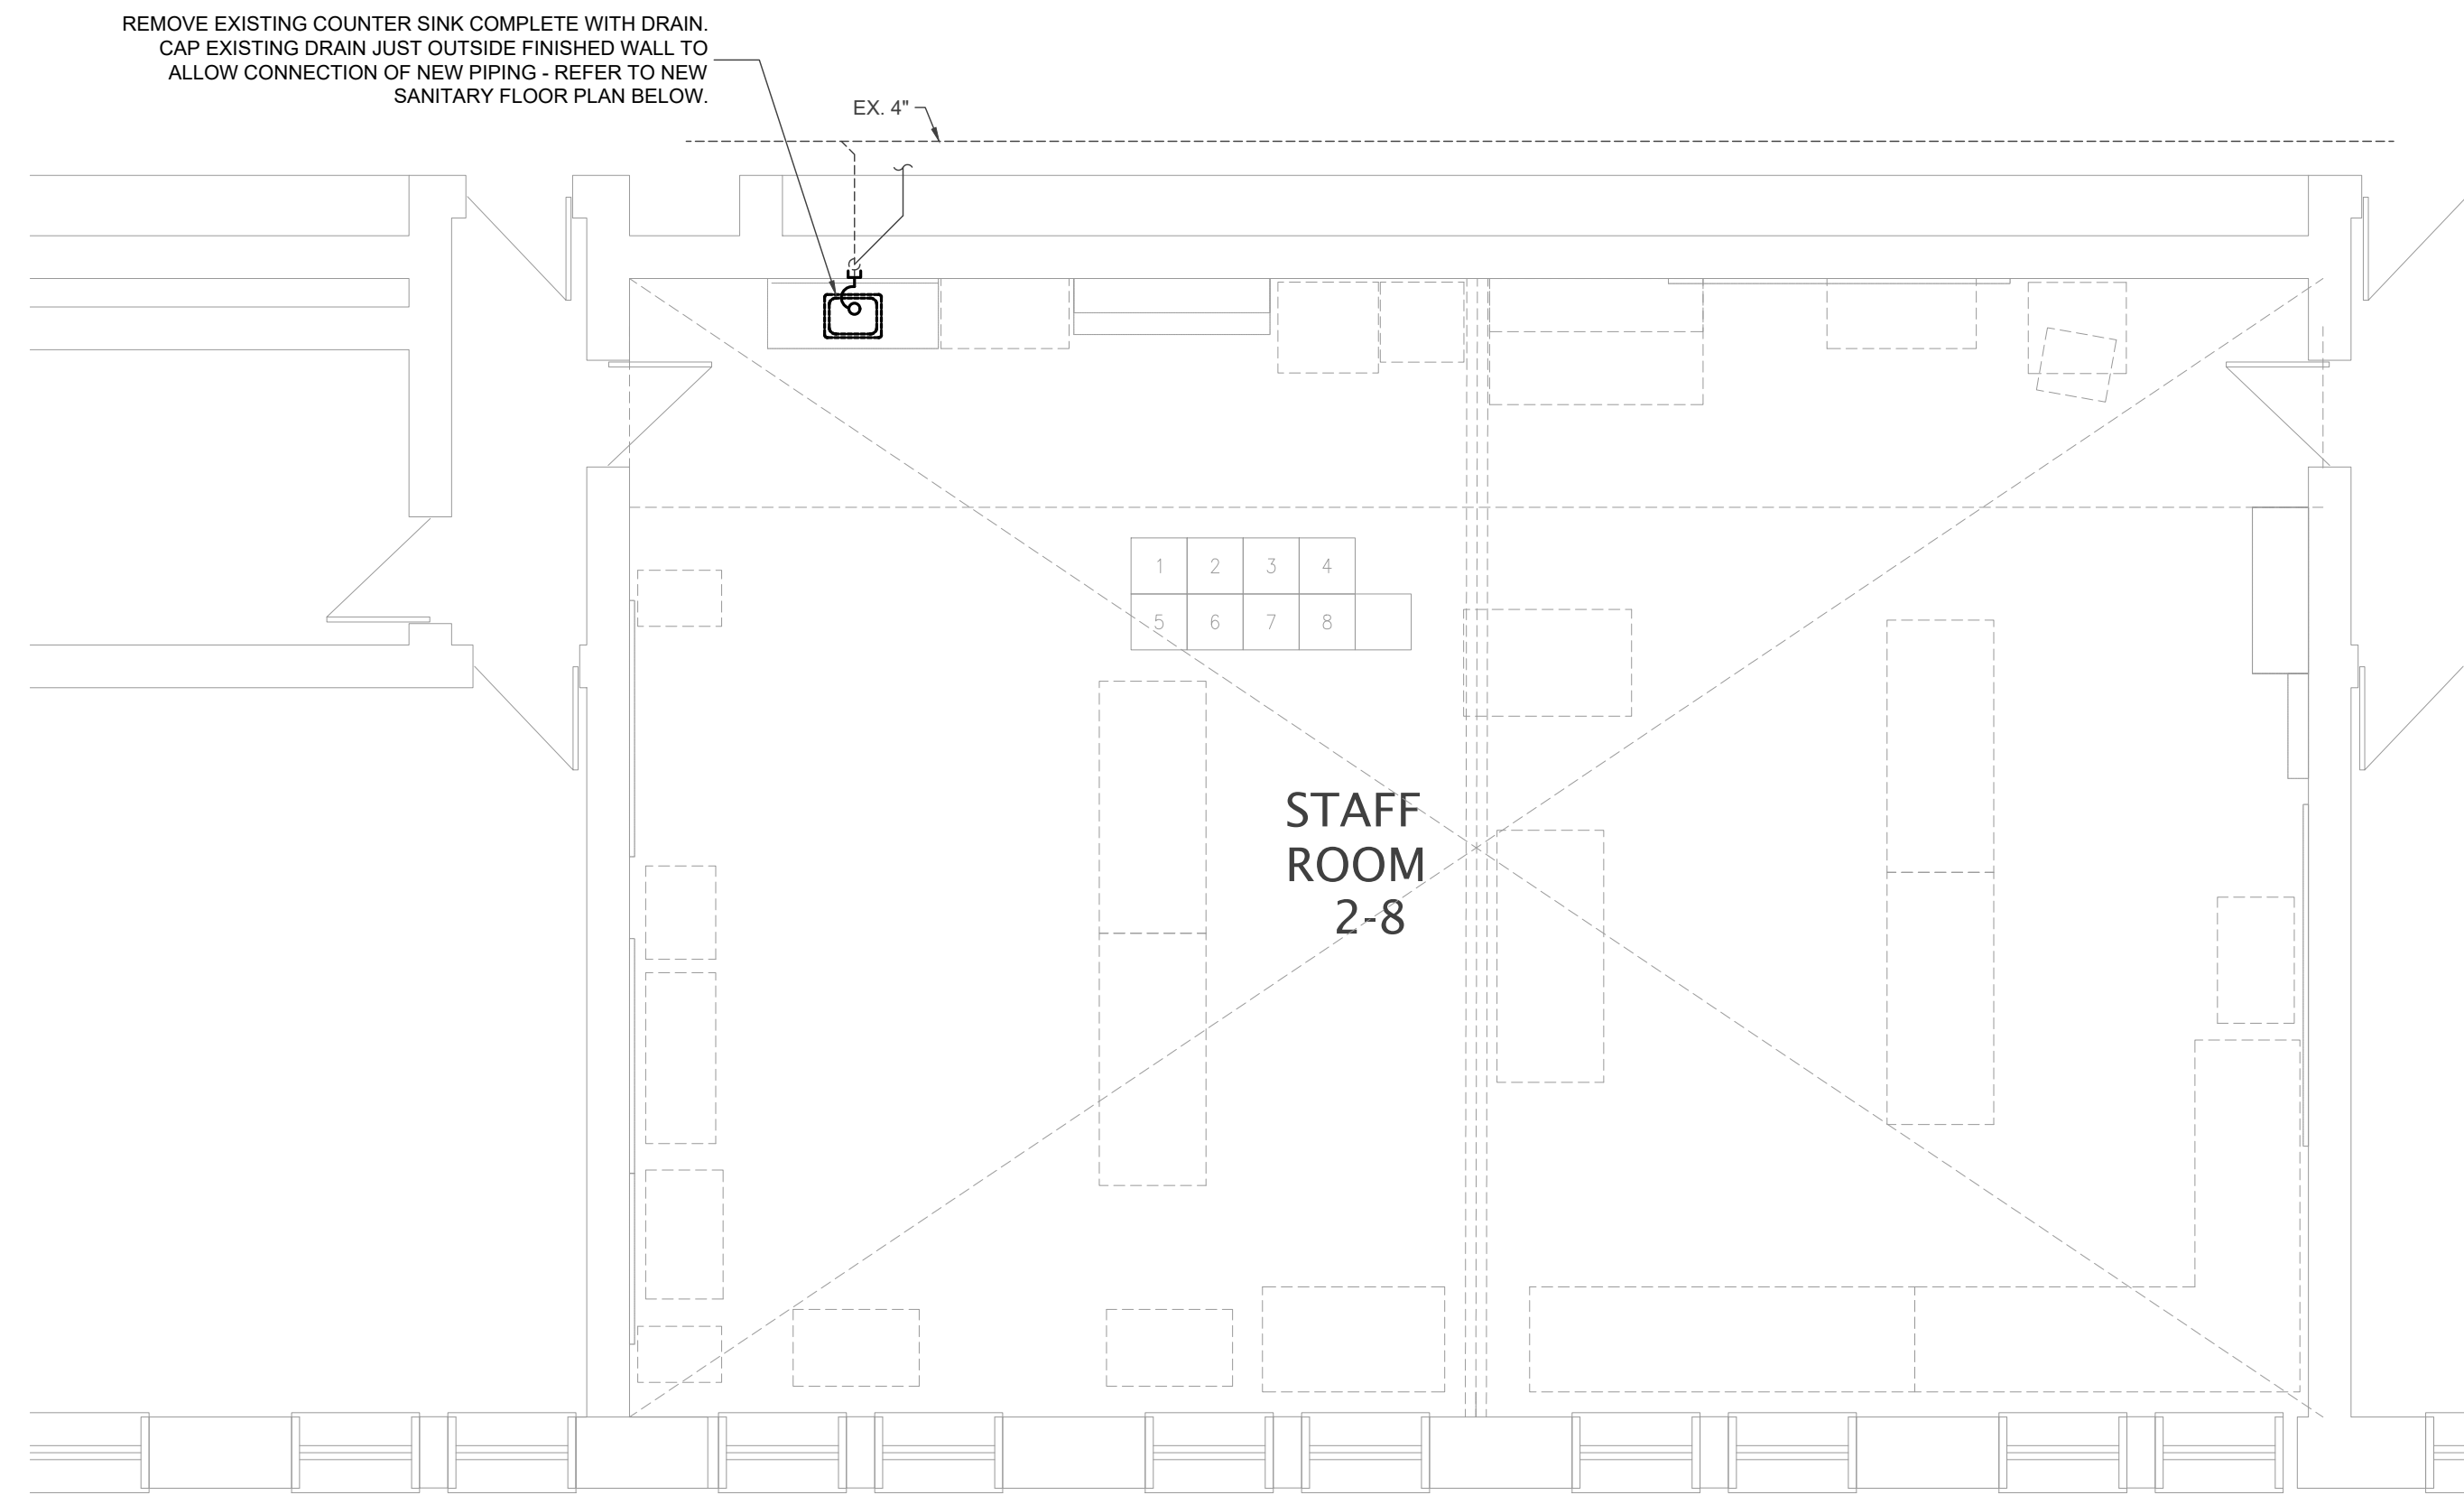 REMOVE EXISTING COUNTER SINK COMPLETE WITH DRAIN.
CAP EXISTING DRAIN JUST OUTSIDE FINISHED WALL TO
ALLOW CONNECTION OF NEW PIPING - REFER TO NEW
SANITARY FLOOR PLAN BELOW.
EX. 4"
1 2 3 4
5 6 7 8
STAFF
ROOM
2-8